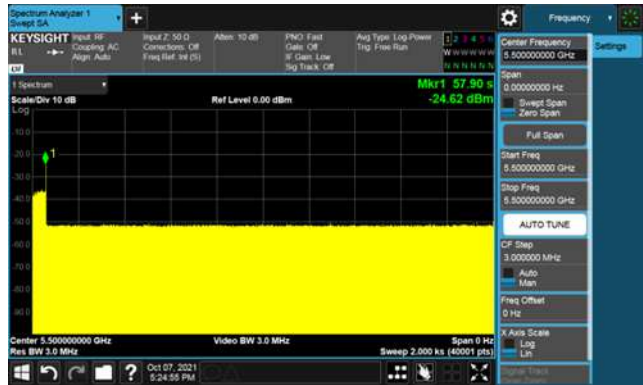 Spectrum Analyzer 1
Swept SA
Frequency
KEYSIGHT
Input: RF
Coupling: AC
Align: Auto
Input Z: 50 Ω
Corrections: Off
Freq Ref: Int (S)
Atten: 10 dB
PNO: Fast
Gate: Off
IF Gain: Low
Sig Track: Off
Avg Type: Log-Power
Trig: Free Run
1 2 3 4 5 6
W W W W W W
N N N N N N
RL
Settings
1 Spectrum
Scale/Div 10 dB
Ref Level 0.00 dBm
Mkr1 57.90 s
-24.62 dBm
Log
-10.0
-20.0
1
-30.0
-40.0
-50.0
-60.0
-70.0
-80.0
-90.0
Center 5.500000000 GHz
Res BW 3.0 MHz
Video BW 3.0 MHz
Span 0 Hz
Sweep 2.000 ks (40001 pts)
Center Frequency
5.500000000 GHz
Span
0.00000000 Hz
Swept Span
Zero Span
Full Span
Start Freq
5.500000000 GHz
Stop Freq
5.500000000 GHz
AUTO TUNE
CF Step
3.000000 MHz
Auto
Man
Freq Offset
0 Hz
X Axis Scale
Log
Lin
Signal Track
?
Oct 07, 2021
5:24:55 PM